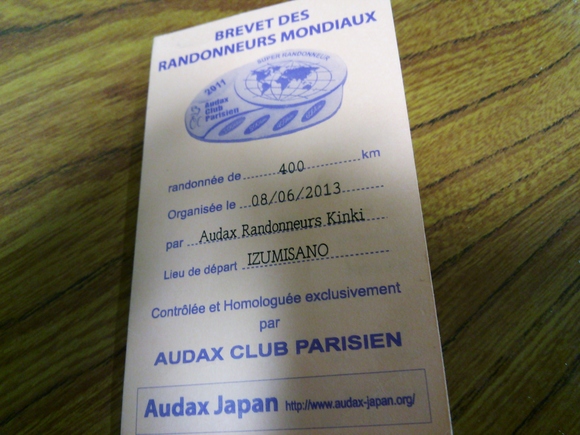 BREVET DES
RANDONNEURS MONDIAUX
SUPER RANDONNEUR
2011
Audax
Club
Parisien
randonnée de 400 km
Organisée le 08/06/2013
par Audax Randonneurs Kinki
Lieu de départ IZUMISANO
Contrôlée et Homologuée exclusivement
par
AUDAX CLUB PARISIEN
Audax Japan http://www.audax-japan.org/